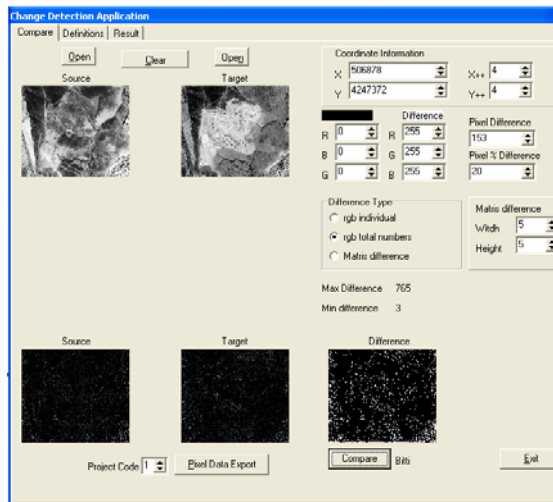 Change Detection Application
Compare Definitions Result
Open Clear Open
Source Target
Coordinate Information
X 506878 X++ 4
Y 4247372 Y++ 4
Difference
R 0 R 255
B 0 G 255
G 0 B 255
Pixel Difference
153
Pixel % Difference
20
Difference Type
rgb individual
rgb total numbers
Matris difference
Matris difference
Witdh 5
Height 5
Max Difference 765
Min difference 3
Source Target Difference
Project Code 1 Pixel Data Export
Compare Bitti Exit